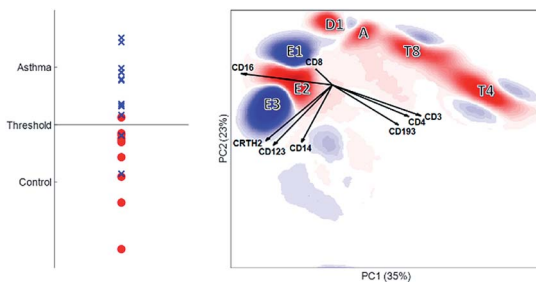 Asthma
Threshold
Control
D1
A
E1
T8
CD8
CD16
E2
T4
E3
CD3
CD4
CD193
CRTH2
CD123
CD14
PC2 (23%)
PC1 (35%)